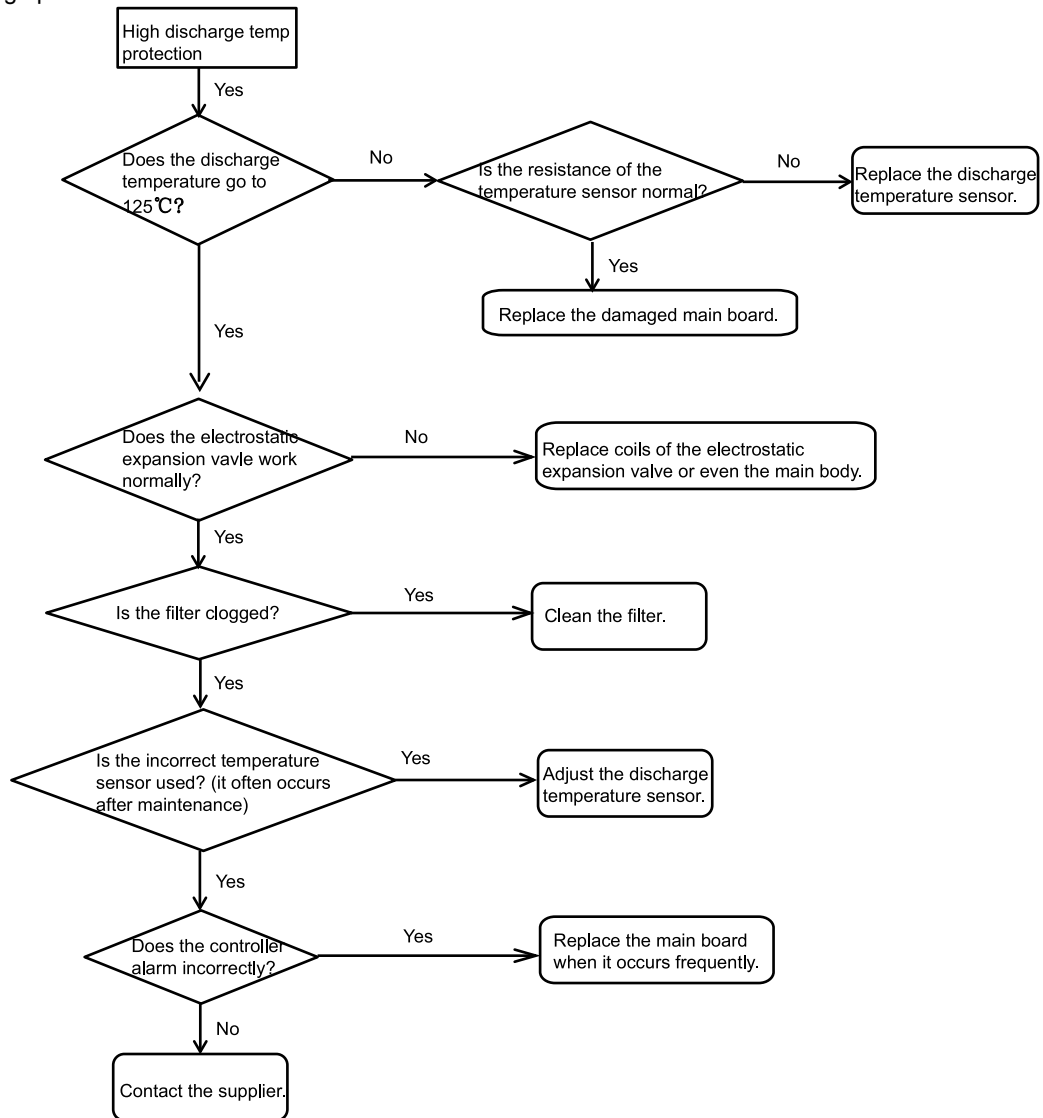 High discharge temp
protection
Yes
Does the discharge
temperature go to
125℃?
No
Is the resistance of the
temperature sensor normal?
No
Replace the discharge
temperature sensor.
Yes
Replace the damaged main board.
Yes
Does the electrostatic
expansion vavle work
normally?
No
Replace coils of the electrostatic
expansion valve or even the main body.
Yes
Is the filter clogged?
Yes
Clean the filter.
Yes
Is the incorrect temperature
sensor used? (it often occurs
after maintenance)
Yes
Adjust the discharge
temperature sensor.
Yes
Does the controller
alarm incorrectly?
Yes
Replace the main board
when it occurs frequently.
No
Contact the supplier.